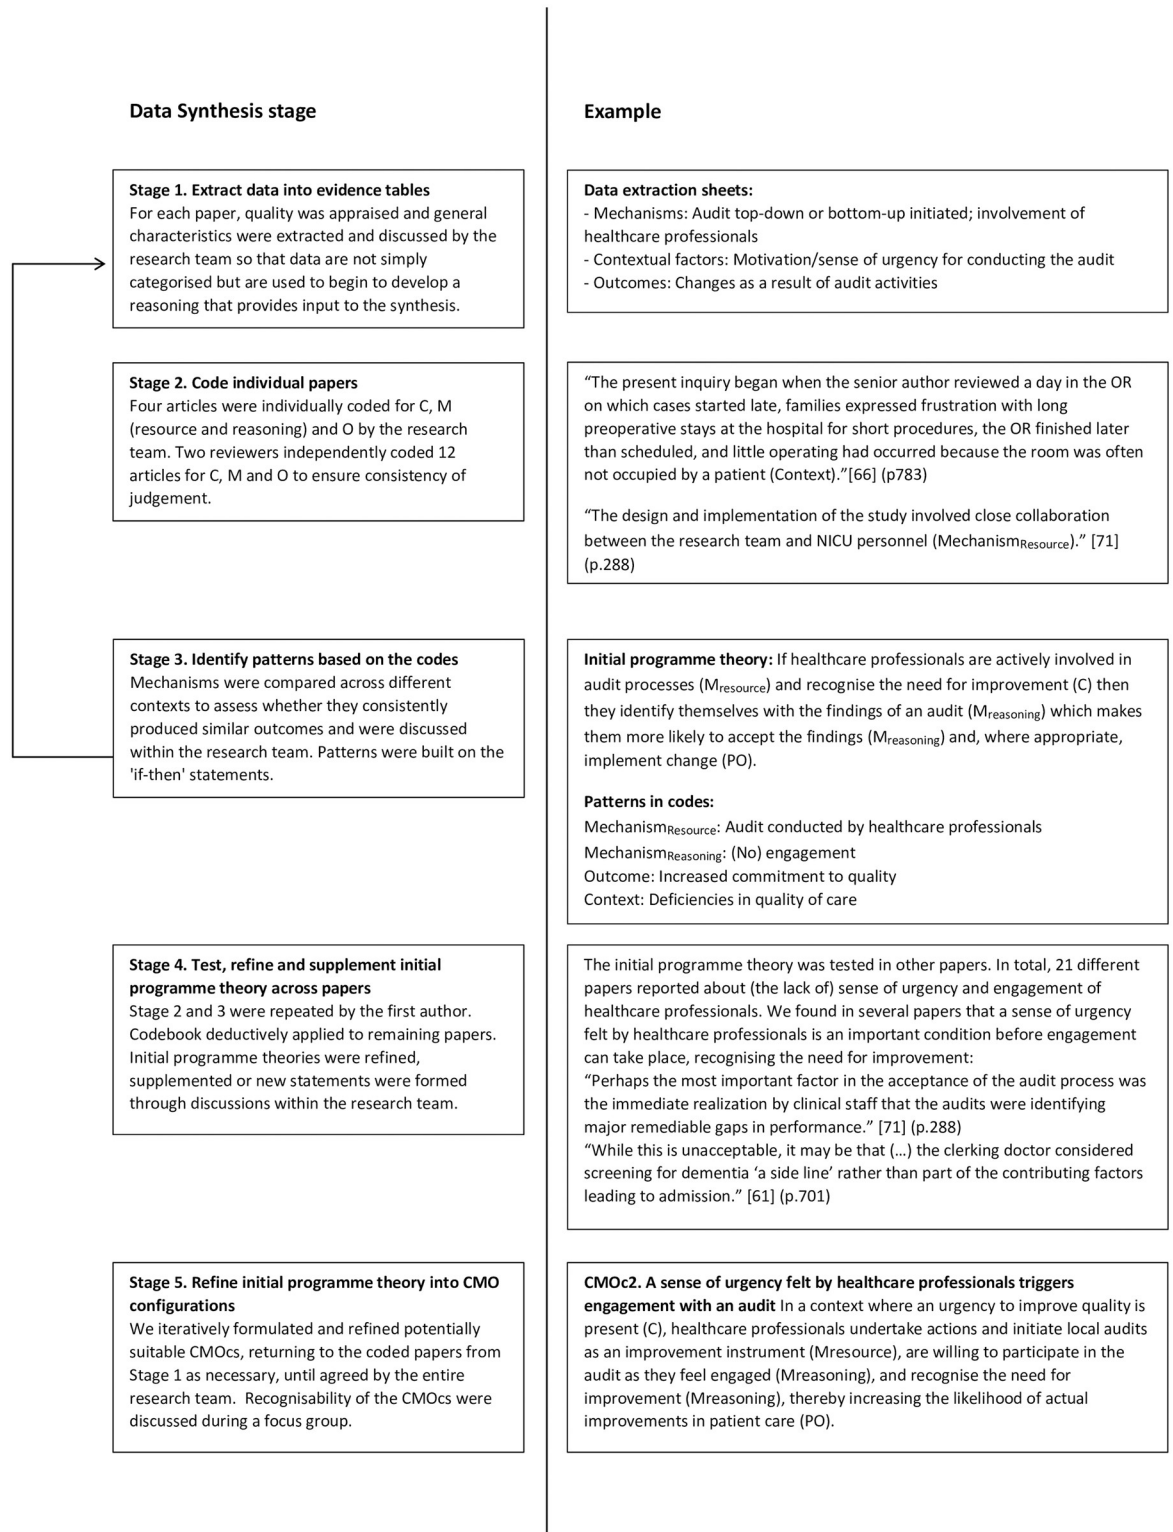 Data Synthesis stage
Example
Stage 1. Extract data into evidence tables
For each paper, quality was appraised and general
characteristics were extracted and discussed by the
research team so that data are not simply
categorised but are used to begin to develop a
reasoning that provides input to the synthesis.
Data extraction sheets:
- Mechanisms: Audit top-down or bottom-up initiated; involvement of
healthcare professionals
- Contextual factors: Motivation/sense of urgency for conducting the audit
- Outcomes: Changes as a result of audit activities
Stage 2. Code individual papers
Four articles were individually coded for C, M
(resource and reasoning) and O by the research
team. Two reviewers independently coded 12
articles for C, M and O to ensure consistency of
judgement.
“The present inquiry began when the senior author reviewed a day in the OR
on which cases started late, families expressed frustration with long
preoperative stays at the hospital for short procedures, the OR finished later
than scheduled, and little operating had occurred because the room was often
not occupied by a patient (Context).”[66] (p783)
“The design and implementation of the study involved close collaboration
between the research team and NICU personnel (MechanismResource).” [71]
(p.288)
Stage 3. Identify patterns based on the codes
Mechanisms were compared across different
contexts to assess whether they consistently
produced similar outcomes and were discussed
within the research team. Patterns were built on the
'if-then' statements.
Initial programme theory: If healthcare professionals are actively involved in
audit processes (Mresource) and recognise the need for improvement (C) then
they identify themselves with the findings of an audit (Mreasoning) which makes
them more likely to accept the findings (Mreasoning) and, where appropriate,
implement change (PO).
Patterns in codes:
MechanismResource: Audit conducted by healthcare professionals
MechanismReasoning: (No) engagement
Outcome: Increased commitment to quality
Context: Deficiencies in quality of care
Stage 4. Test, refine and supplement initial
programme theory across papers
Stage 2 and 3 were repeated by the first author.
Codebook deductively applied to remaining papers.
Initial programme theories were refined,
supplemented or new statements were formed
through discussions within the research team.
The initial programme theory was tested in other papers. In total, 21 different
papers reported about (the lack of) sense of urgency and engagement of
healthcare professionals. We found in several papers that a sense of urgency
felt by healthcare professionals is an important condition before engagement
can take place, recognising the need for improvement:
“Perhaps the most important factor in the acceptance of the audit process was
the immediate realization by clinical staff that the audits were identifying
major remediable gaps in performance.” [71] (p.288)
“While this is unacceptable, it may be that (…) the clerking doctor considered
screening for dementia ‘a side line’ rather than part of the contributing factors
leading to admission.” [61] (p.701)
Stage 5. Refine initial programme theory into CMO
configurations
We iteratively formulated and refined potentially
suitable CMOcs, returning to the coded papers from
Stage 1 as necessary, until agreed by the entire
research team.  Recognisability of the CMOcs were
discussed during a focus group.
CMOc2. A sense of urgency felt by healthcare professionals triggers
engagement with an audit In a context where an urgency to improve quality is
present (C), healthcare professionals undertake actions and initiate local audits
as an improvement instrument (Mresource), are willing to participate in the
audit as they feel engaged (Mreasoning), and recognise the need for
improvement (Mreasoning), thereby increasing the likelihood of actual
improvements in patient care (PO).